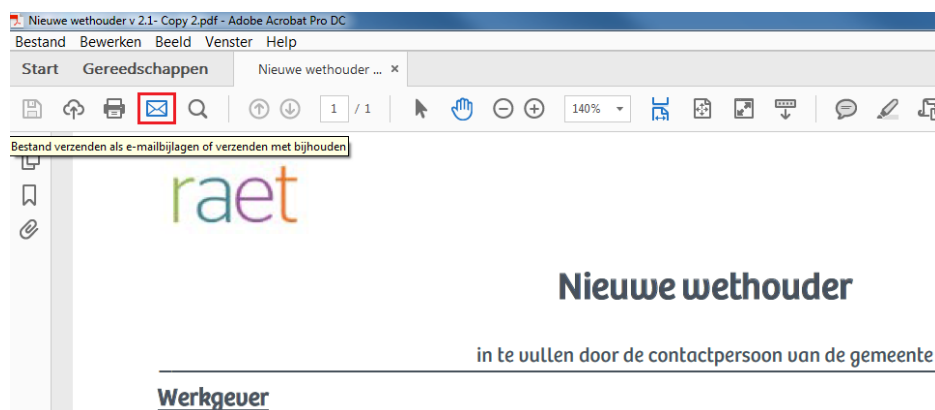 Nieuwe wethouder v 2.1- Copy 2.pdf - Adobe Acrobat Pro DC
Bestand Bewerken Beeld Venster Help
Start Gereedschappen Nieuwe wethouder ... ×
1 / 1 140%
Bestand verzenden als e-mailbijlagen of verzenden met bijhouden
raet
Nieuwe wethouder
in te vullen door de contactpersoon van de gemeente
Werkgever